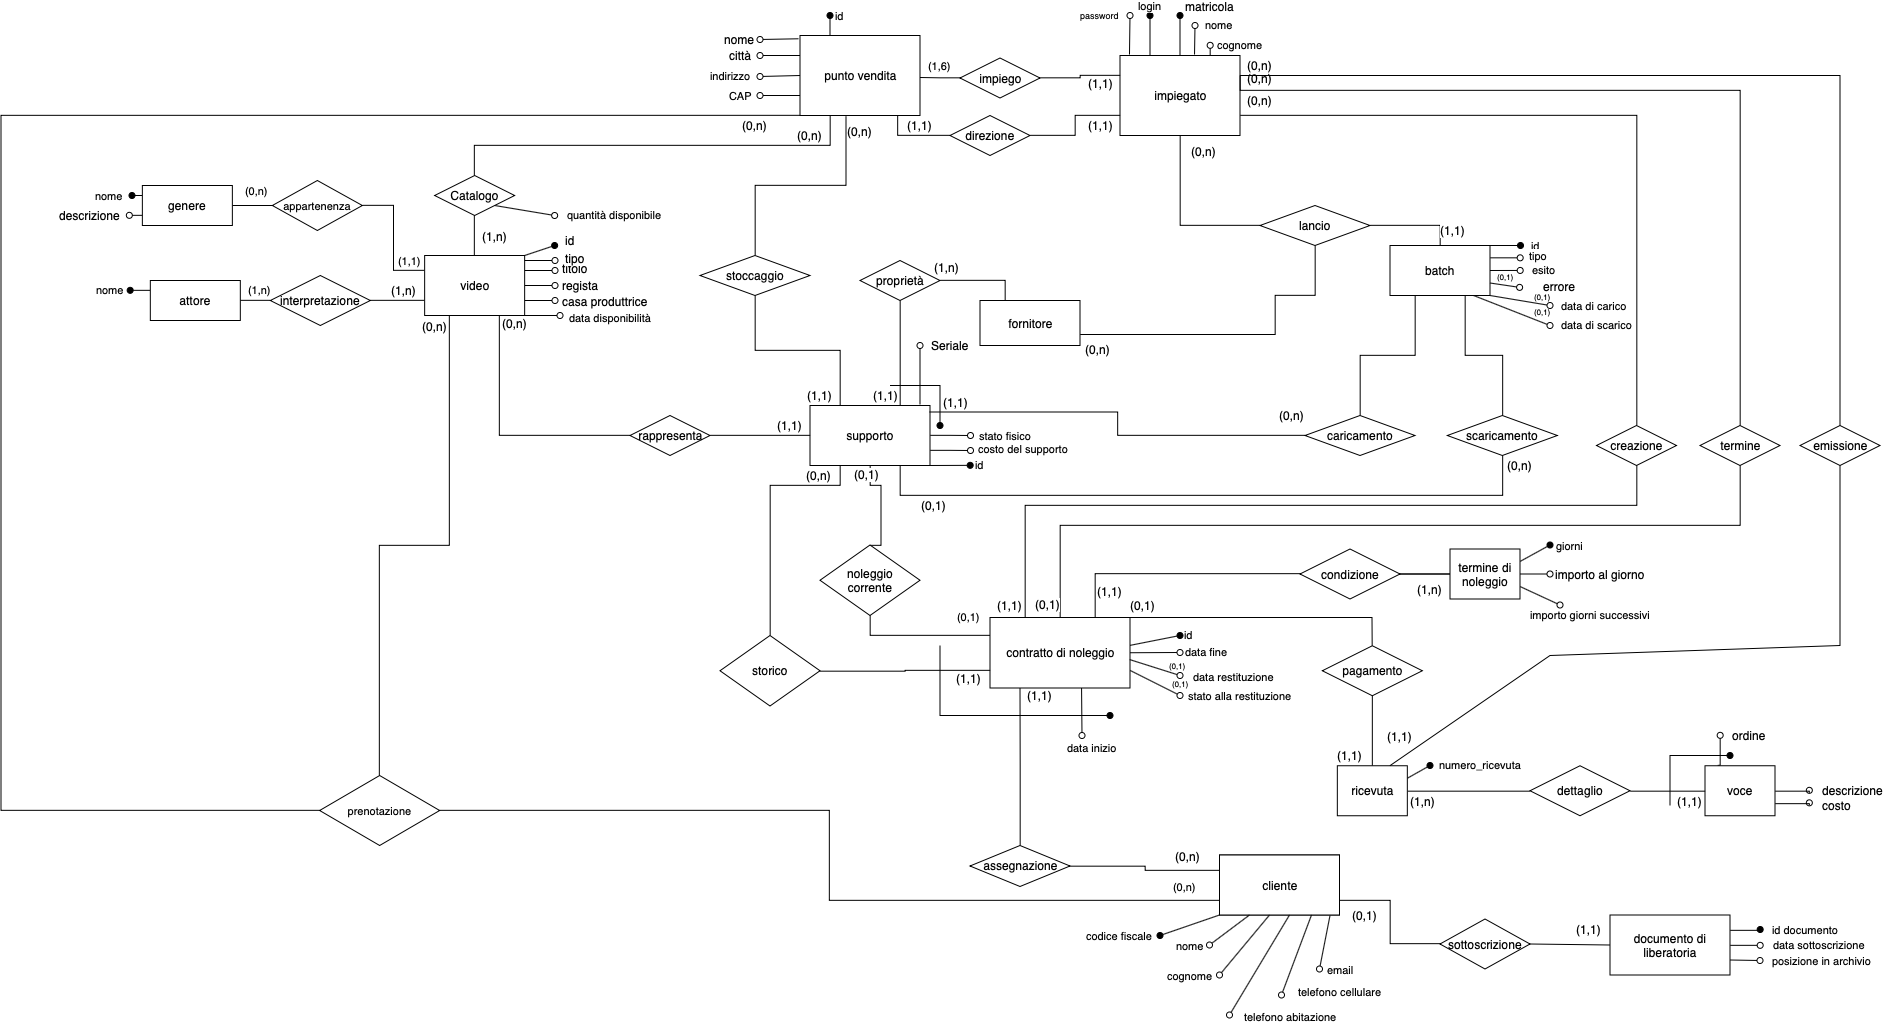 id
nome
città
indirizzo
CAP
punto vendita
(1,6)
impiego
(1,1)
password
login
matricola
nome
cognome
impiegato
(0,n)
(0,n)
(0,n)
(0,n)
(0,n)
(0,n)
(1,1)
direzione
(1,1)
(0,n)
nome
descrizione
genere
(0,n)
appartenenza
Catalogo
quantità disponibile
(1,n)
(1,1)
nome
attore
(1,n)
interpretazione
(1,n)
video
id
tipo
titolo
regista
casa produttrice
data disponibilità
(0,n)
(0,n)
stoccaggio
proprietà
(1,n)
fornitore
(0,n)
lancio
(1,1)
batch
id
tipo
esito
(0,1)
errore
(0,1)
data di carico
(0,1)
data di scarico
Seriale
(1,1)
(1,1)
(1,1)
rappresenta
(1,1)
supporto
stato fisico
costo del supporto
id
(0,n)
caricamento
scaricamento
(0,n)
creazione
termine
emissione
(0,n)
(0,1)
(0,1)
noleggio
corrente
condizione
(1,n)
termine di
noleggio
giorni
importo al giorno
importo giorni successivi
(0,1)
(1,1)
(0,1)
(1,1)
(0,1)
storico
(1,1)
contratto di noleggio
id
data fine
(0,1)
data restituzione
(0,1)
stato alla restituzione
(1,1)
data inizio
pagamento
(1,1)
(1,1)
ricevuta
numero_ricevuta
(1,n)
dettaglio
(1,1)
voce
ordine
descrizione
costo
prenotazione
assegnazione
(0,n)
(0,n)
cliente
(0,1)
codice fiscale
nome
cognome
telefono abitazione
telefono cellulare
email
sottoscrizione
(1,1)
documento di
liberatoria
id documento
data sottoscrizione
posizione in archivio